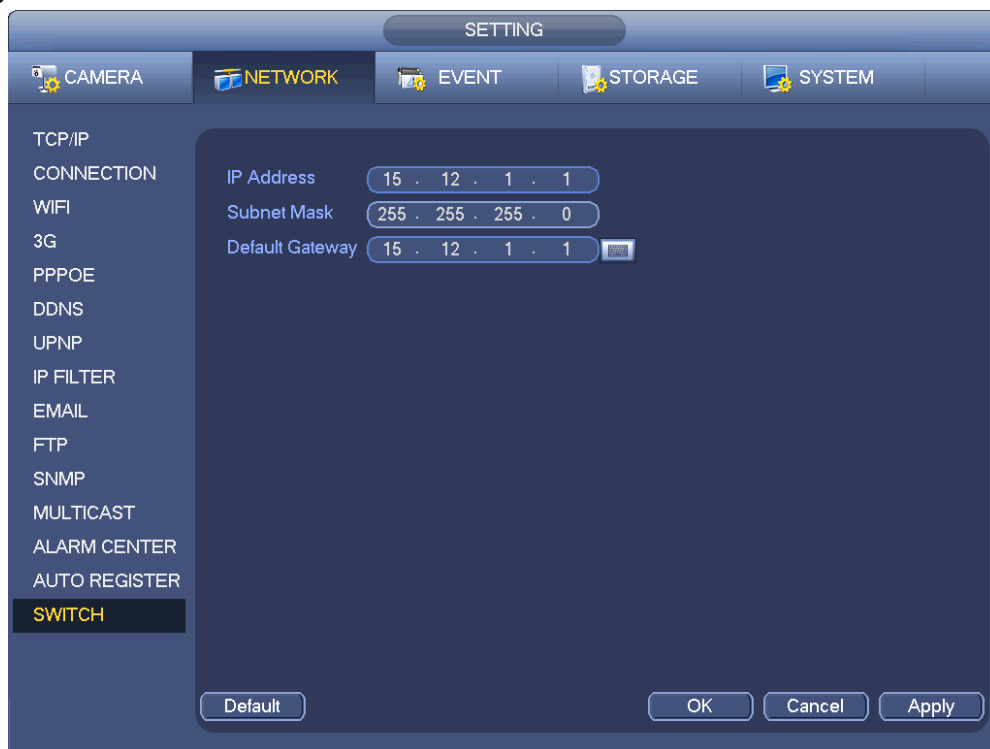 SETTING
CAMERA NETWORK EVENT STORAGE SYSTEM
TCP/IP
CONNECTION
WIFI
3G
PPPOE
DDNS
UPNP
IP FILTER
EMAIL
FTP
SNMP
MULTICAST
ALARM CENTER
AUTO REGISTER
SWITCH
IP Address 15 . 12 . 1 . 1
Subnet Mask 255 . 255 . 255 . 0
Default Gateway 15 . 12 . 1 . 1
Default OK Cancel Apply